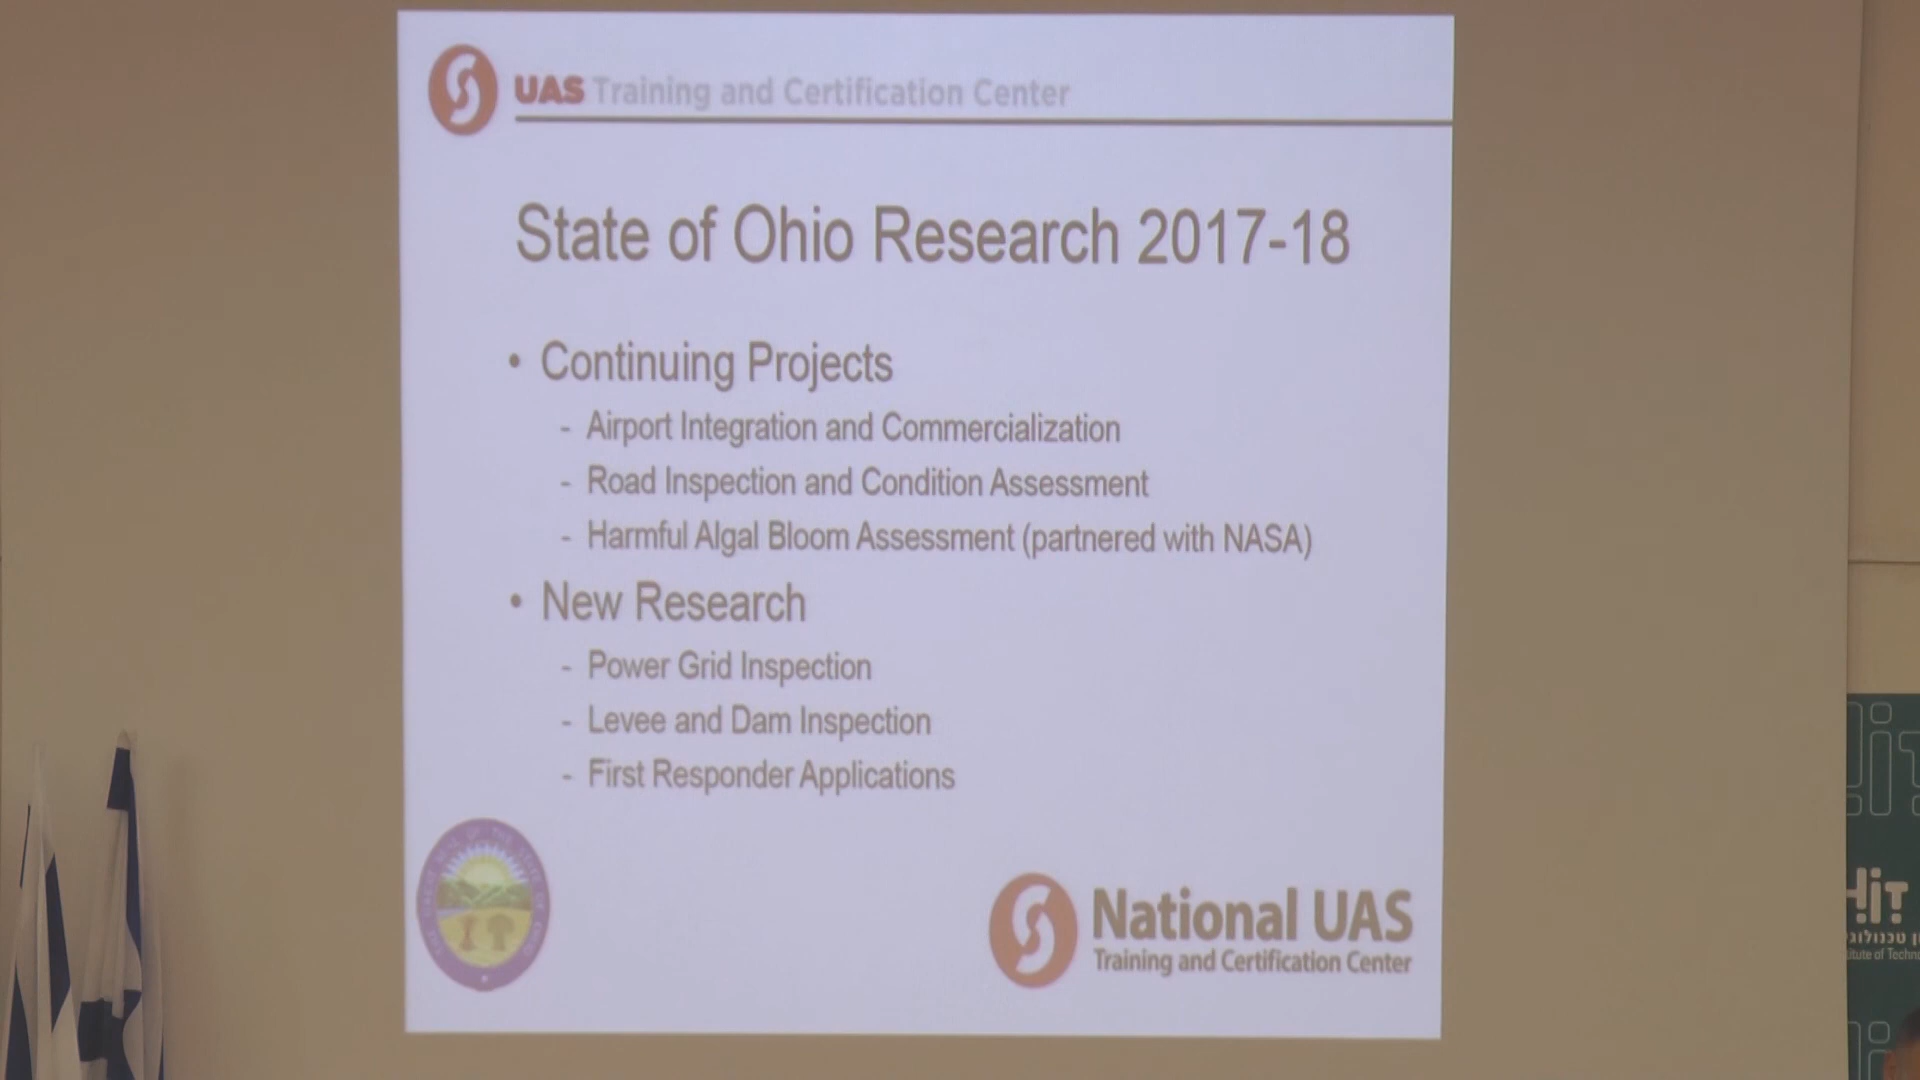 UAS Training and Certification Center
State of Ohio Research 2017-18
• Continuing Projects
- Airport Integration and Commercialization
- Road Inspection and Condition Assessment
- Harmful Algal Bloom Assessment (partnered with NASA)
• New Research
- Power Grid Inspection
- Levee and Dam Inspection
- First Responder Applications
National UAS
Training and Certification Center
HiT